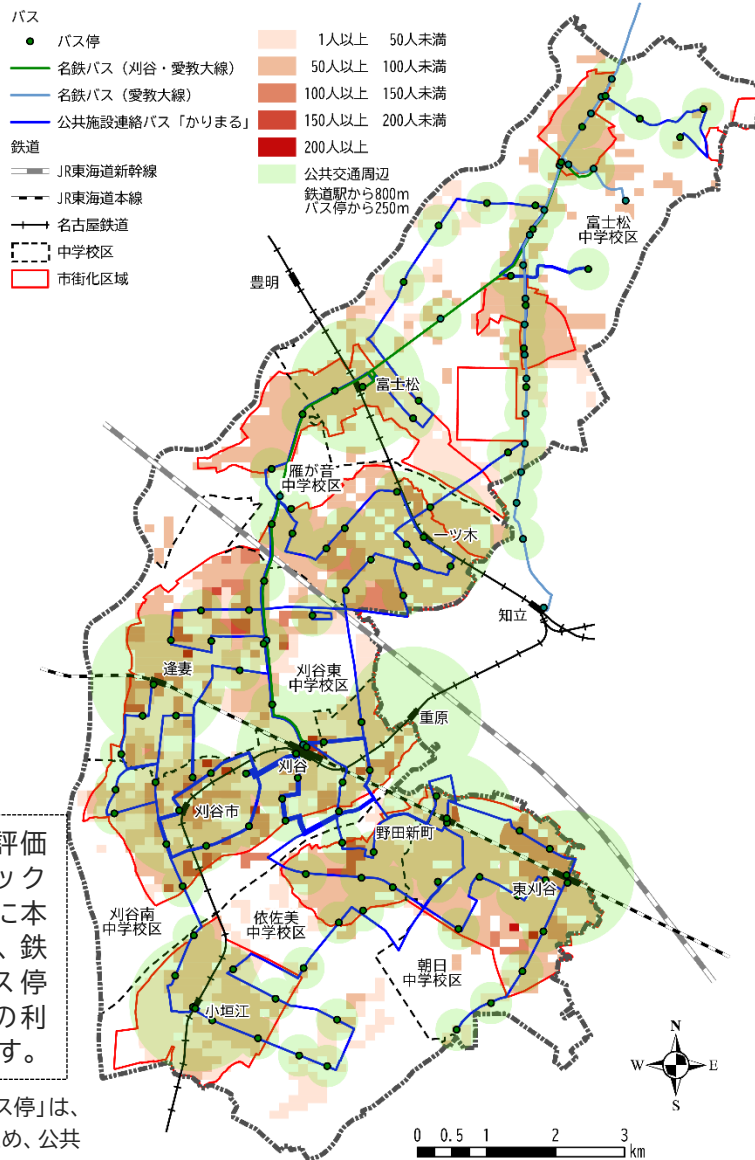 バス
バス停
名鉄バス（刈谷・愛教大線）
名鉄バス（愛教大線）
公共施設連絡バス「かりまる」
鉄道
JR東海道新幹線
JR東海道本線
名古屋鉄道
中学校区
市街化区域
1人以上 50人未満
50人以上 100人未満
100人以上 150人未満
150人以上 200人未満
200人以上
公共交通周辺
鉄道駅から800m
バス停から250m
富士松
中学校区
豊明
富士松
雁が音
中学校区
一ツ木
知立
逢妻
刈谷東
中学校区
重原
刈谷
刈谷市
野田新町
東刈谷
刈谷南
中学校区
依佐美
中学校区
朝日
中学校区
小垣江
評価
ック
に本
、鉄
ス停
の利
す。
ス停」は、
め、公共
N
W E
S
0 0.5 1 2 3
km